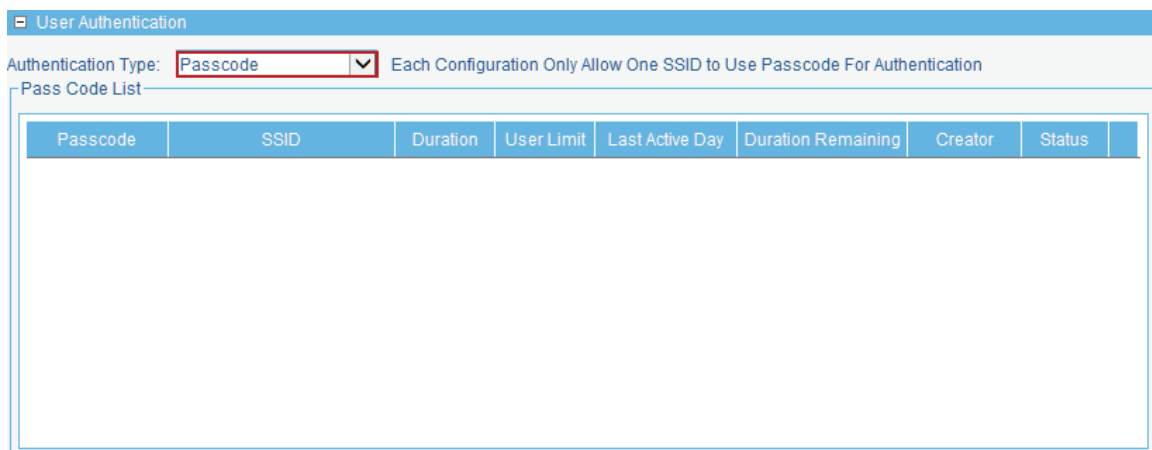 User Authentication
Authentication Type: Passcode Each Configuration Only Allow One SSID to Use Passcode For Authentication
Pass Code List
Passcode SSID Duration User Limit Last Active Day Duration Remaining Creator Status